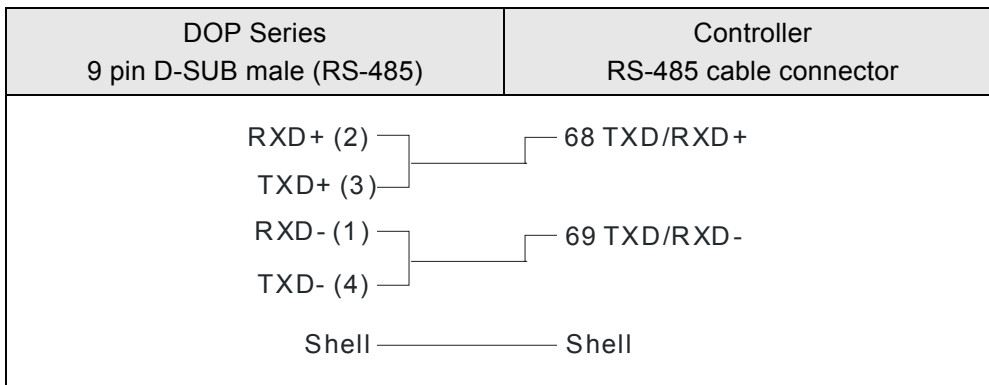 DOP Series
9 pin D-SUB male (RS-485)
Controller
RS-485 cable connector
RXD+ (2)
68 TXD/RXD+
TXD+ (3)
RXD- (1)
69 TXD/RXD-
TXD- (4)
Shell
Shell